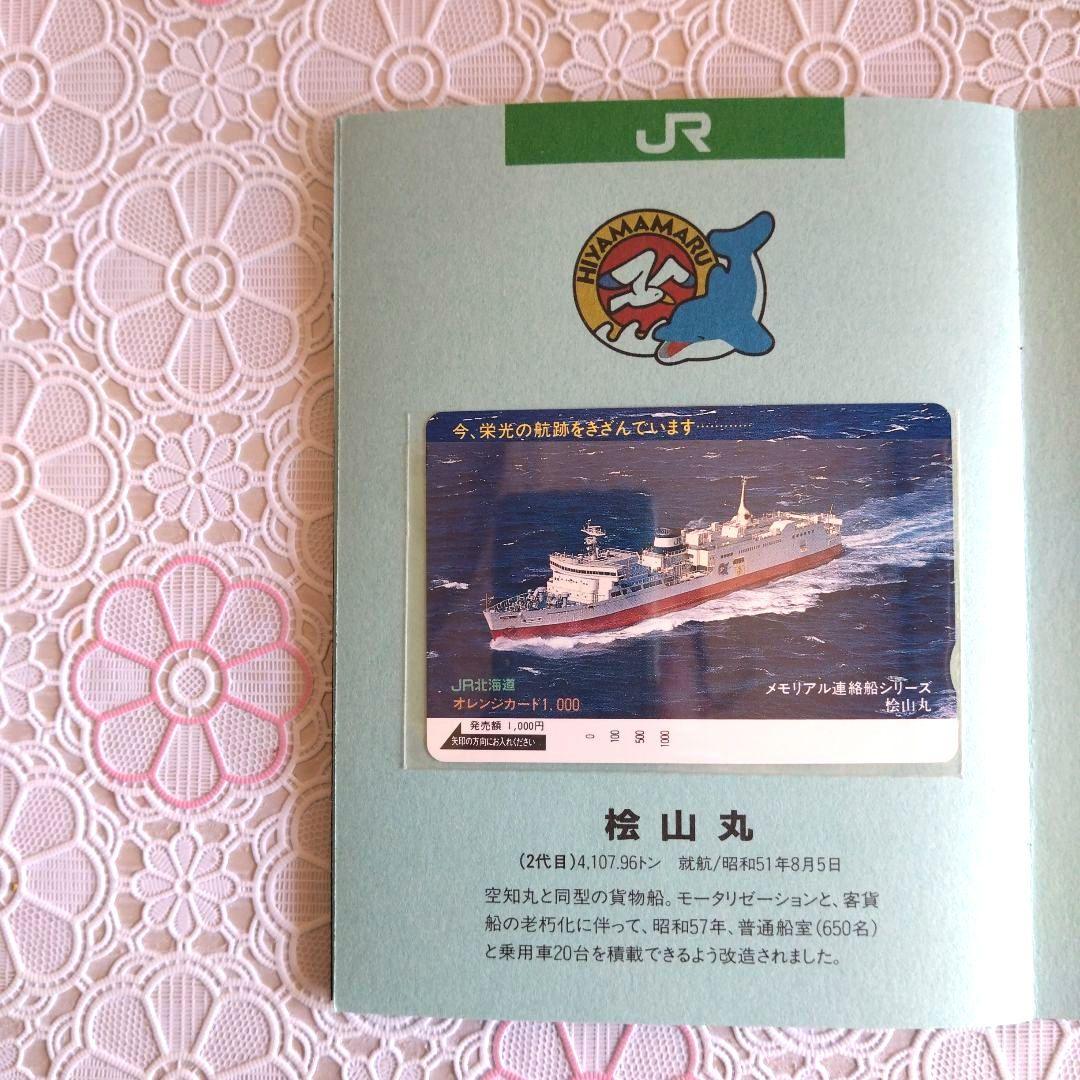 JR
HIYAMAMARU
今、栄光の航跡をきざんでいます…………
JR北海道
オレンジカード1,000
メモリアル連絡船シリーズ
桧山丸
発売額 1,000円
矢印の方向にお入れください
0 100 500 1000
桧山丸
(2代目)4,107.96トン 就航/昭和51年8月5日
空知丸と同型の貨物船。モータリゼーションと、客貨
船の老朽化に伴って、昭和57年、普通船室(650名)
と乗用車20台を積載できるよう改造されました。